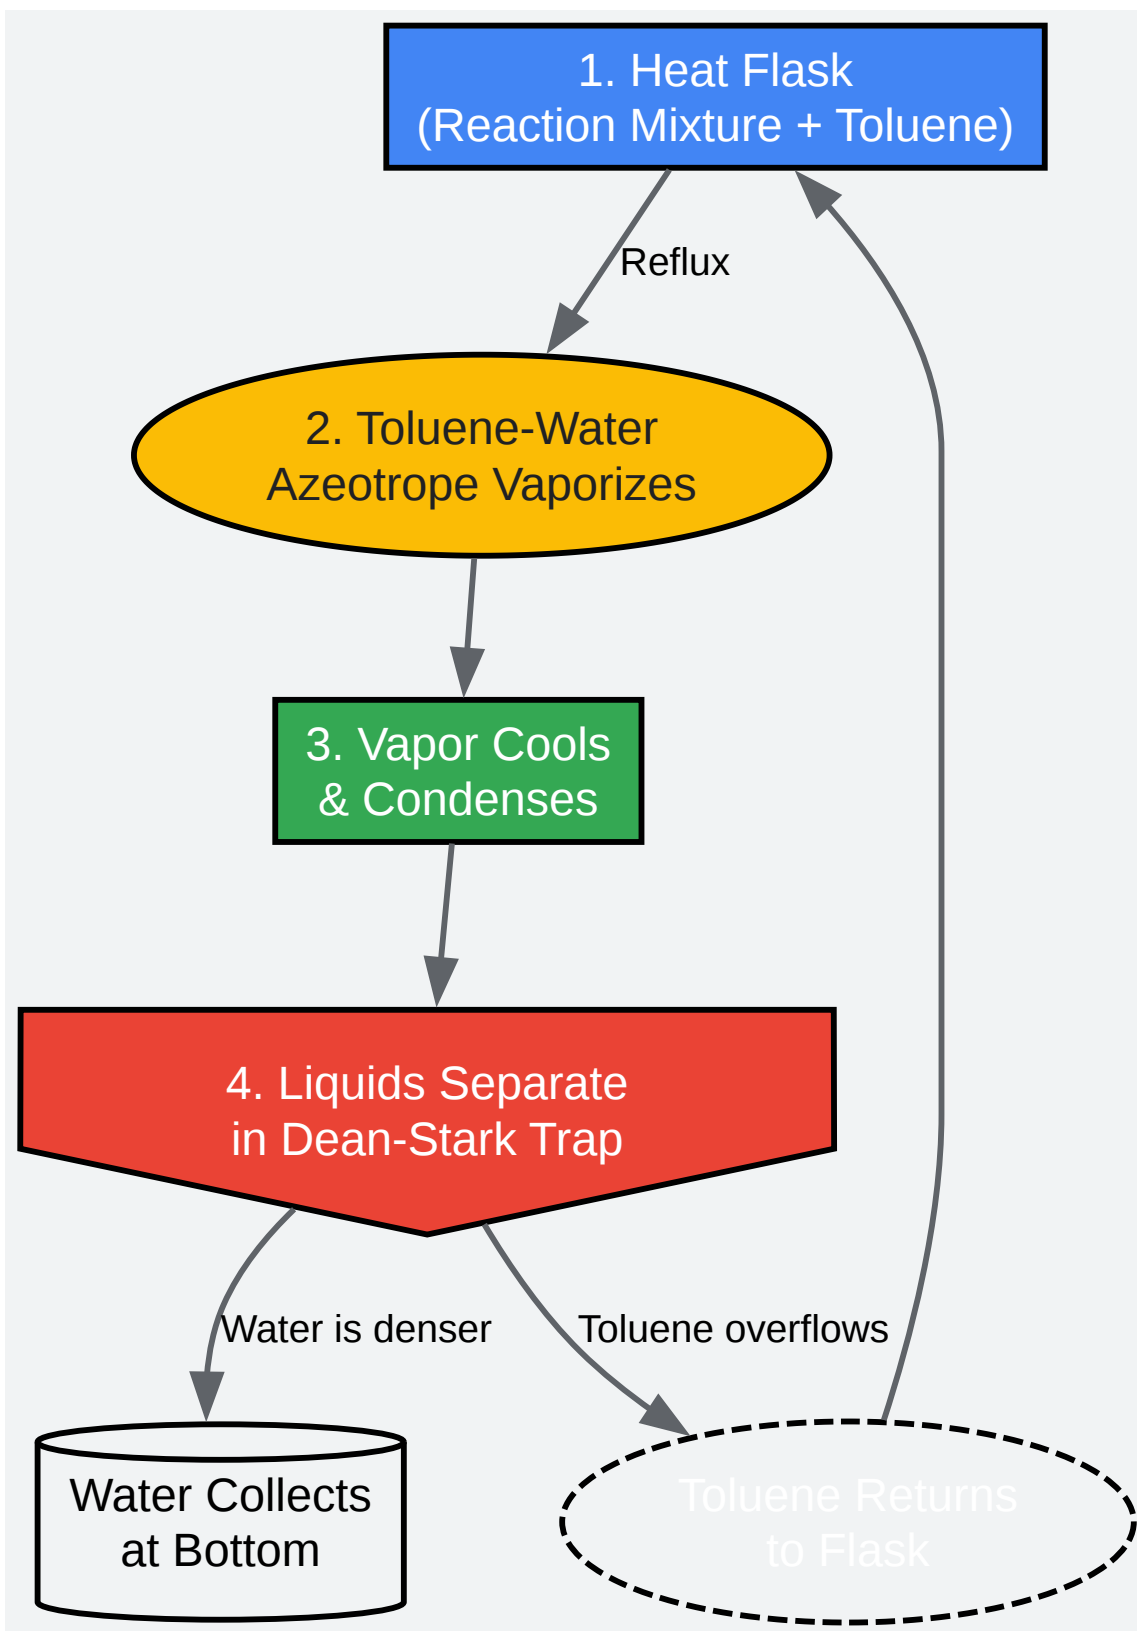 1. Heat Flask
(Reaction Mixture + Toluene)
Reflux
2. Toluene-Water
Azeotrope Vaporizes
3. Vapor Cools
& Condenses
4. Liquids Separate
in Dean-Stark Trap
Water is denser
Toluene overflows
Water Collects
at Bottom
Toluene Returns
to Flask